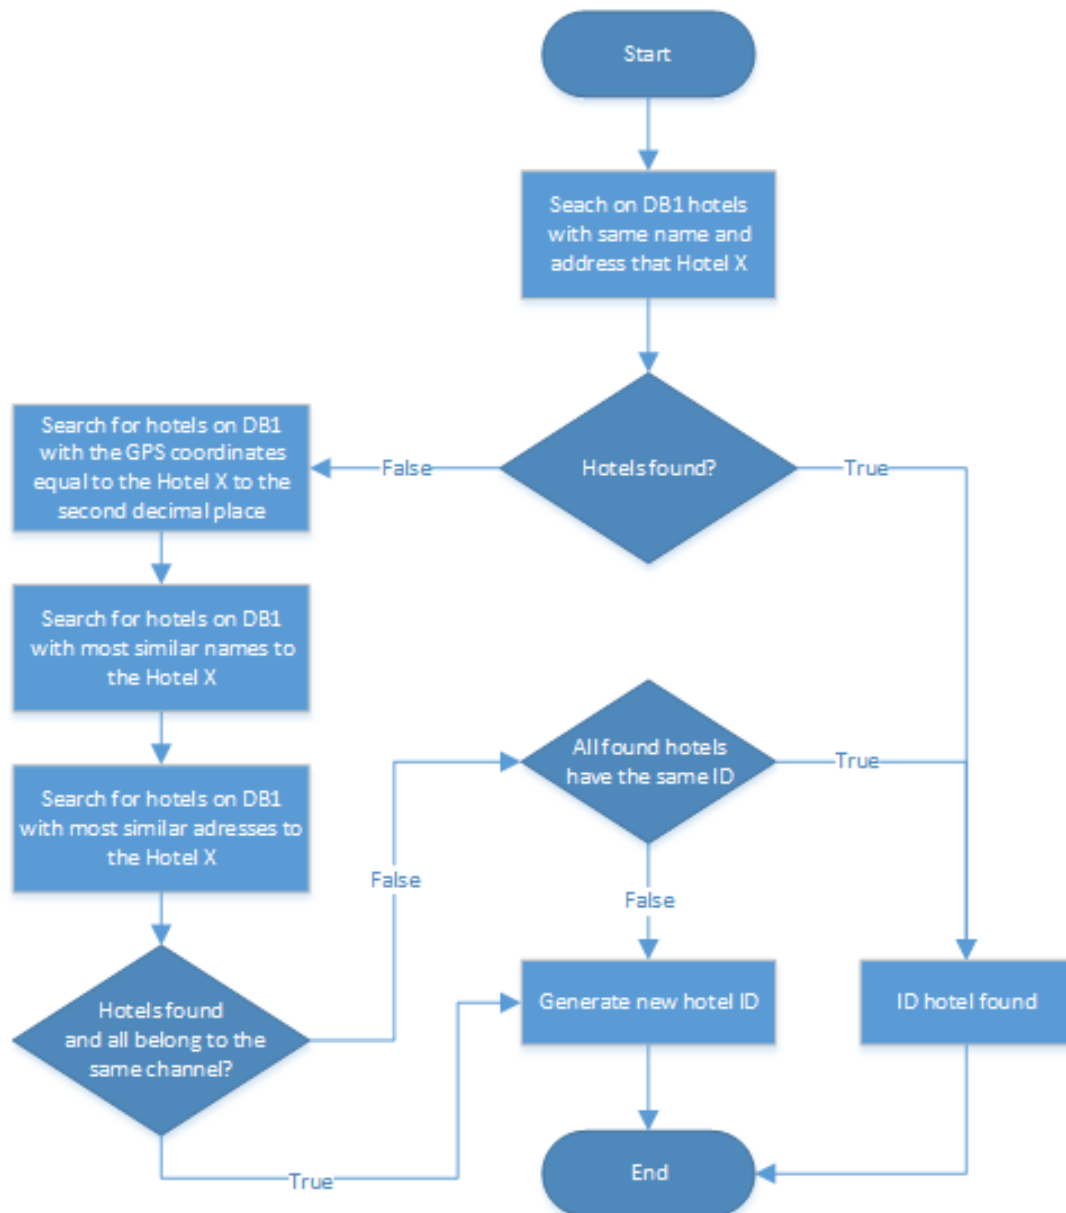 Start
Seach on DB1 hotels
with same name and
address that Hotel X
Hotels found?
False
True
Search for hotels on DB1
with the GPS coordinates
equal to the Hotel X to the
second decimal place
Search for hotels on DB1
with most similar names to
the Hotel X
Search for hotels on DB1
with most similar adresses to
the Hotel X
Hotels found
and all belong to the
same channel?
False
True
All found hotels
have the same ID
True
False
Generate new hotel ID
ID hotel found
End